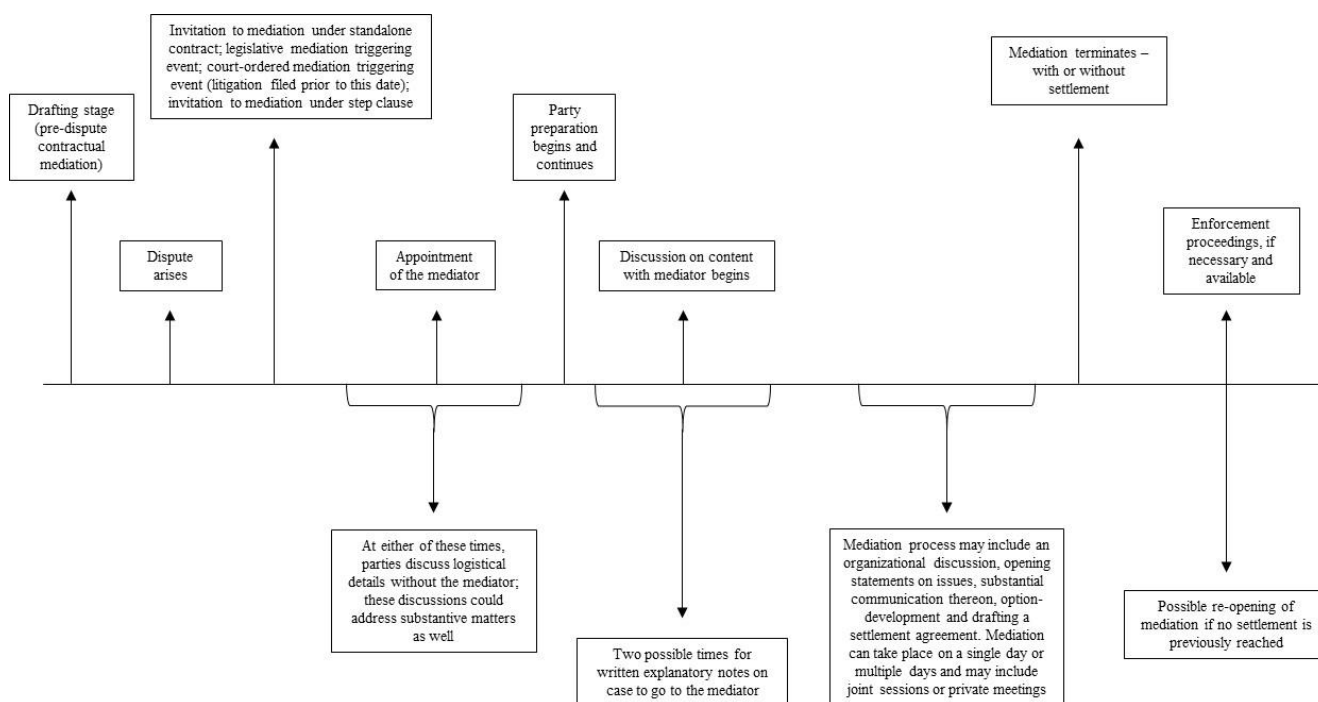 Drafting stage
(pre-dispute
contractual
mediation)
Dispute
arises
Invitation to mediation under standalone
contract; legislative mediation triggering
event; court-ordered mediation triggering
event (litigation filed prior to this date);
invitation to mediation under step clause
Appointment
of the mediator
Party
preparation
begins and
continues
Discussion on content
with mediator begins
Mediation terminates –
with or without
settlement
Enforcement
proceedings, if
necessary and
available
At either of these times,
parties discuss logistical
details without the mediator;
these discussions could
address substantive matters
as well
Two possible times for
written explanatory notes on
case to go to the mediator
Mediation process may include an
organizational discussion, opening
statements on issues, substantial
communication thereon, option-
development and drafting a
settlement agreement. Mediation
can take place on a single day or
multiple days and may include
joint sessions or private meetings
Possible re-opening of
mediation if no settlement is
previously reached